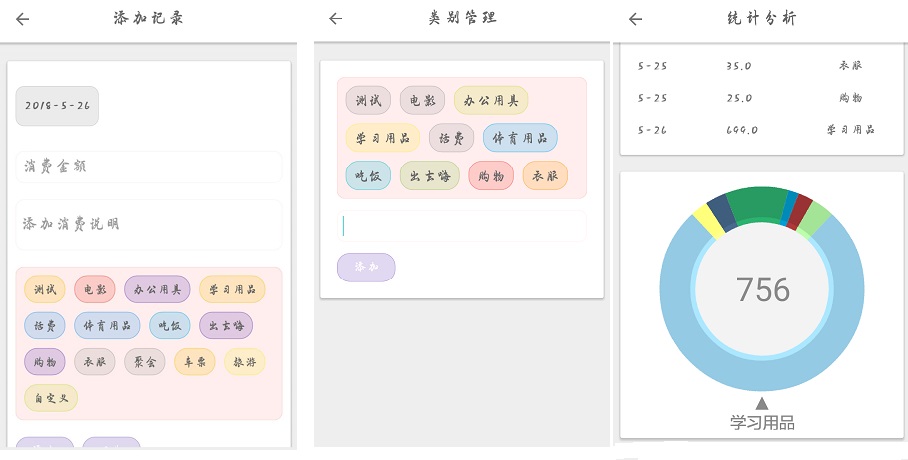 添加记录
2018-5-26
消费金额
添加消费说明
测试 电影 办公用具 学习用品
话费 体育用品 吃饭 出去嗨
购物 衣服 聚会 车票 旅游
自定义
类别管理
测试 电影 办公用具
学习用品 话费 体育用品
吃饭 出去嗨 购物 衣服
添加
统计分析
5-25 35.0 衣服
5-25 25.0 购物
5-26 699.0 学习用品
756
学习用品